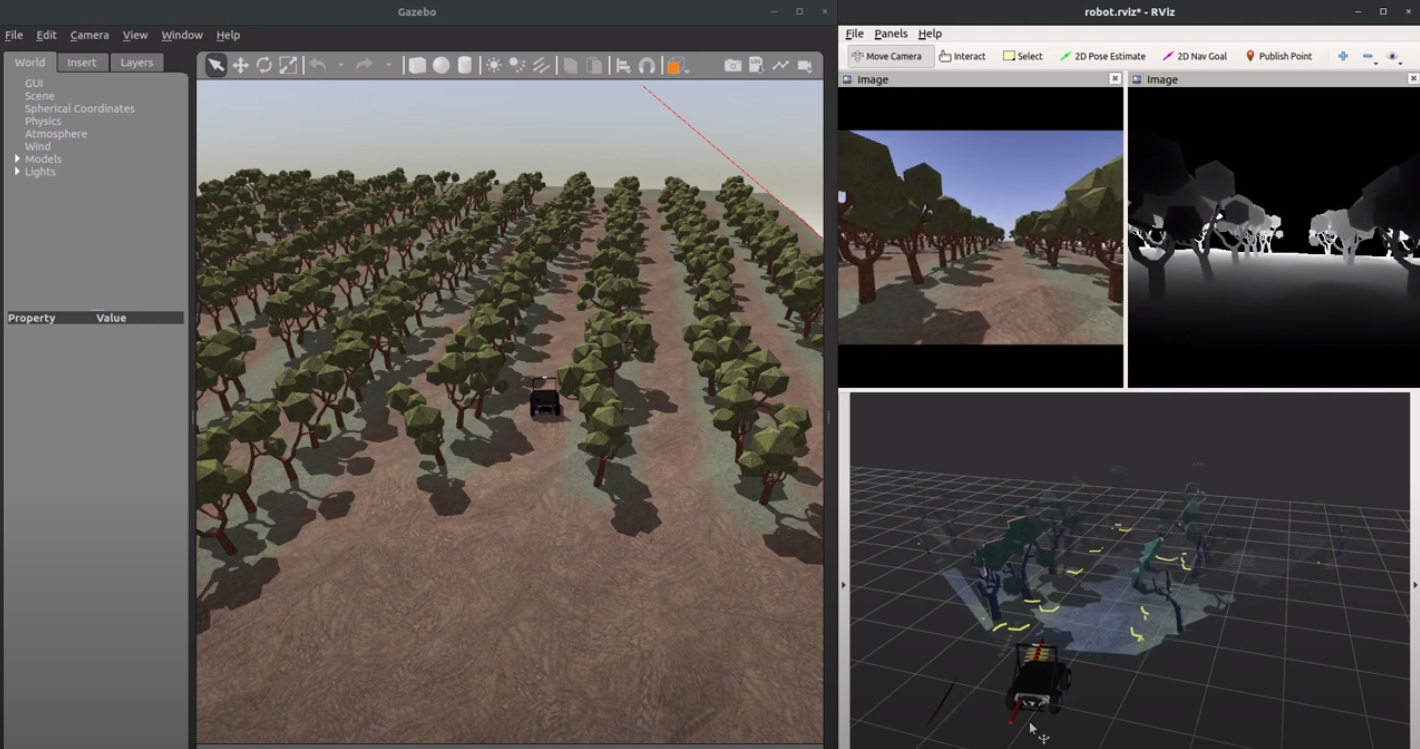 Gazebo
File Edit Camera View Window Help
World Insert Layers
GUI
Scene
Spherical Coordinates
Physics
Atmosphere
Wind
Models
Lights
Property Value
robot.rviz* - RViz
File Panels Help
Move Camera Interact Select 2D Pose Estimate 2D Nav Goal Publish Point
Image
Image